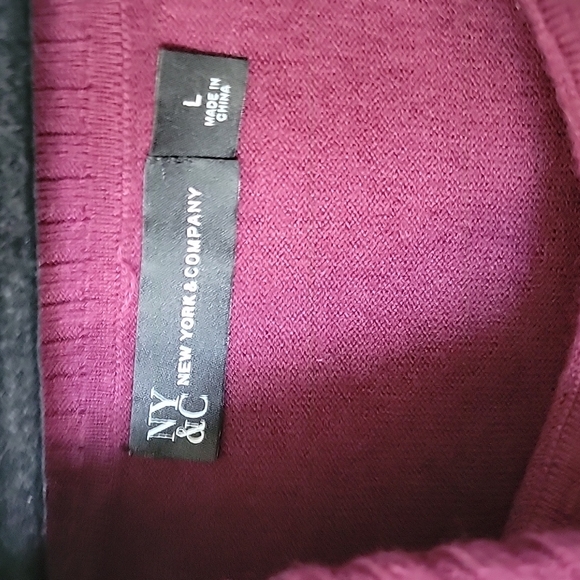 NY
&C NEW YORK & COMPANY
L
MADE IN
CHINA